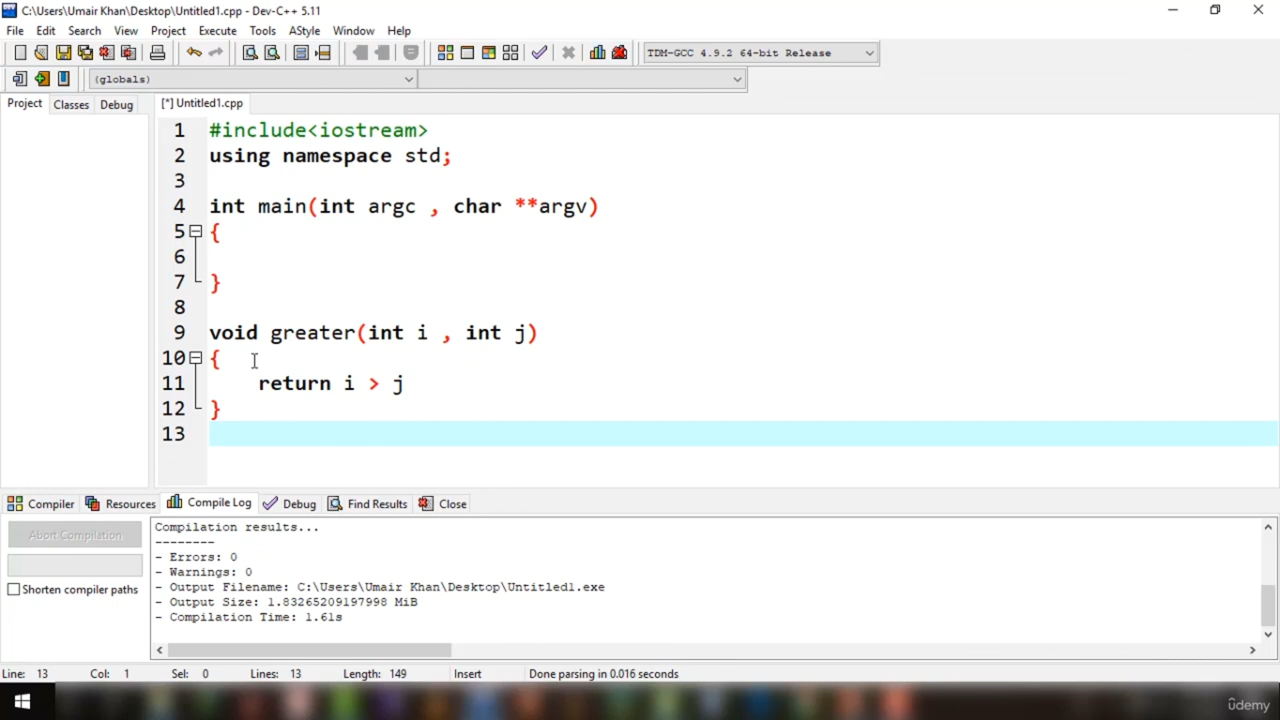 C:\Users\Umair Khan\Desktop\Untitled1.cpp - Dev-C++ 5.11
File Edit Search View Project Execute Tools AStyle Window Help
TDM-GCC 4.9.2 64-bit Release
(globals)
Project Classes Debug [*] Untitled1.cpp
1 #include<iostream>
2 using namespace std;
3
4 int main(int argc , char **argv)
5 {
6
7 }
8
9 void greater(int i , int j)
10 {
11 return i > j
12 }
13
Compiler Resources Compile Log Debug Find Results Close
Abort Compilation
Shorten compiler paths
Compilation results...
--------
- Errors: 0
- Warnings: 0
- Output Filename: C:\Users\Umair Khan\Desktop\Untitled1.exe
- Output Size: 1.83265209197998 MiB
- Compilation Time: 1.61s
Line: 13 Col: 1 Sel: 0 Lines: 13 Length: 149 Insert Done parsing in 0.016 seconds
ûdemy